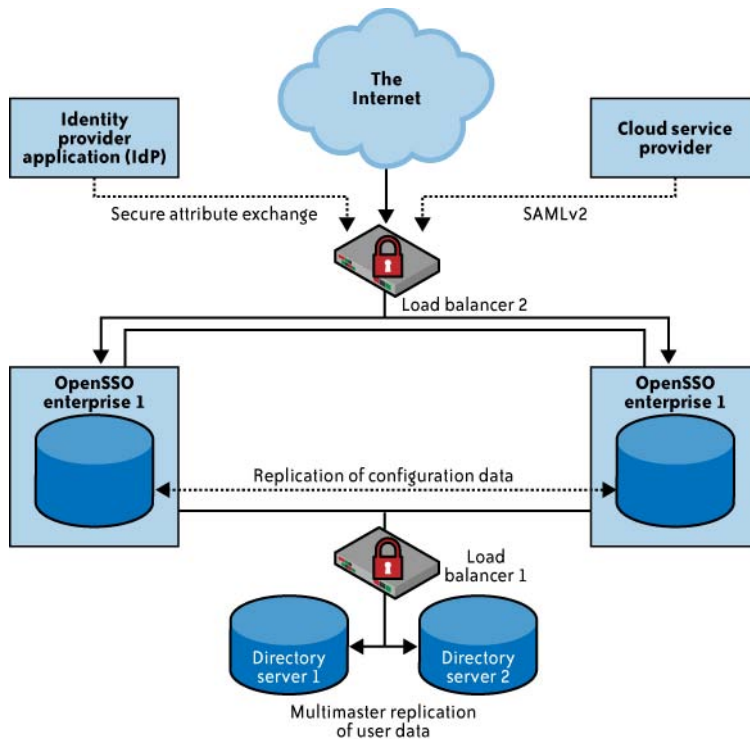 The
Internet
Identity
provider
application (IdP)
Cloud service
provider
Secure attribute exchange
SAMLv2
Load balancer 2
OpenSSO
enterprise 1
OpenSSO
enterprise 1
Replication of configuration data
Load
balancer 1
Directory
server 1
Directory
server 2
Multimaster replication
of user data